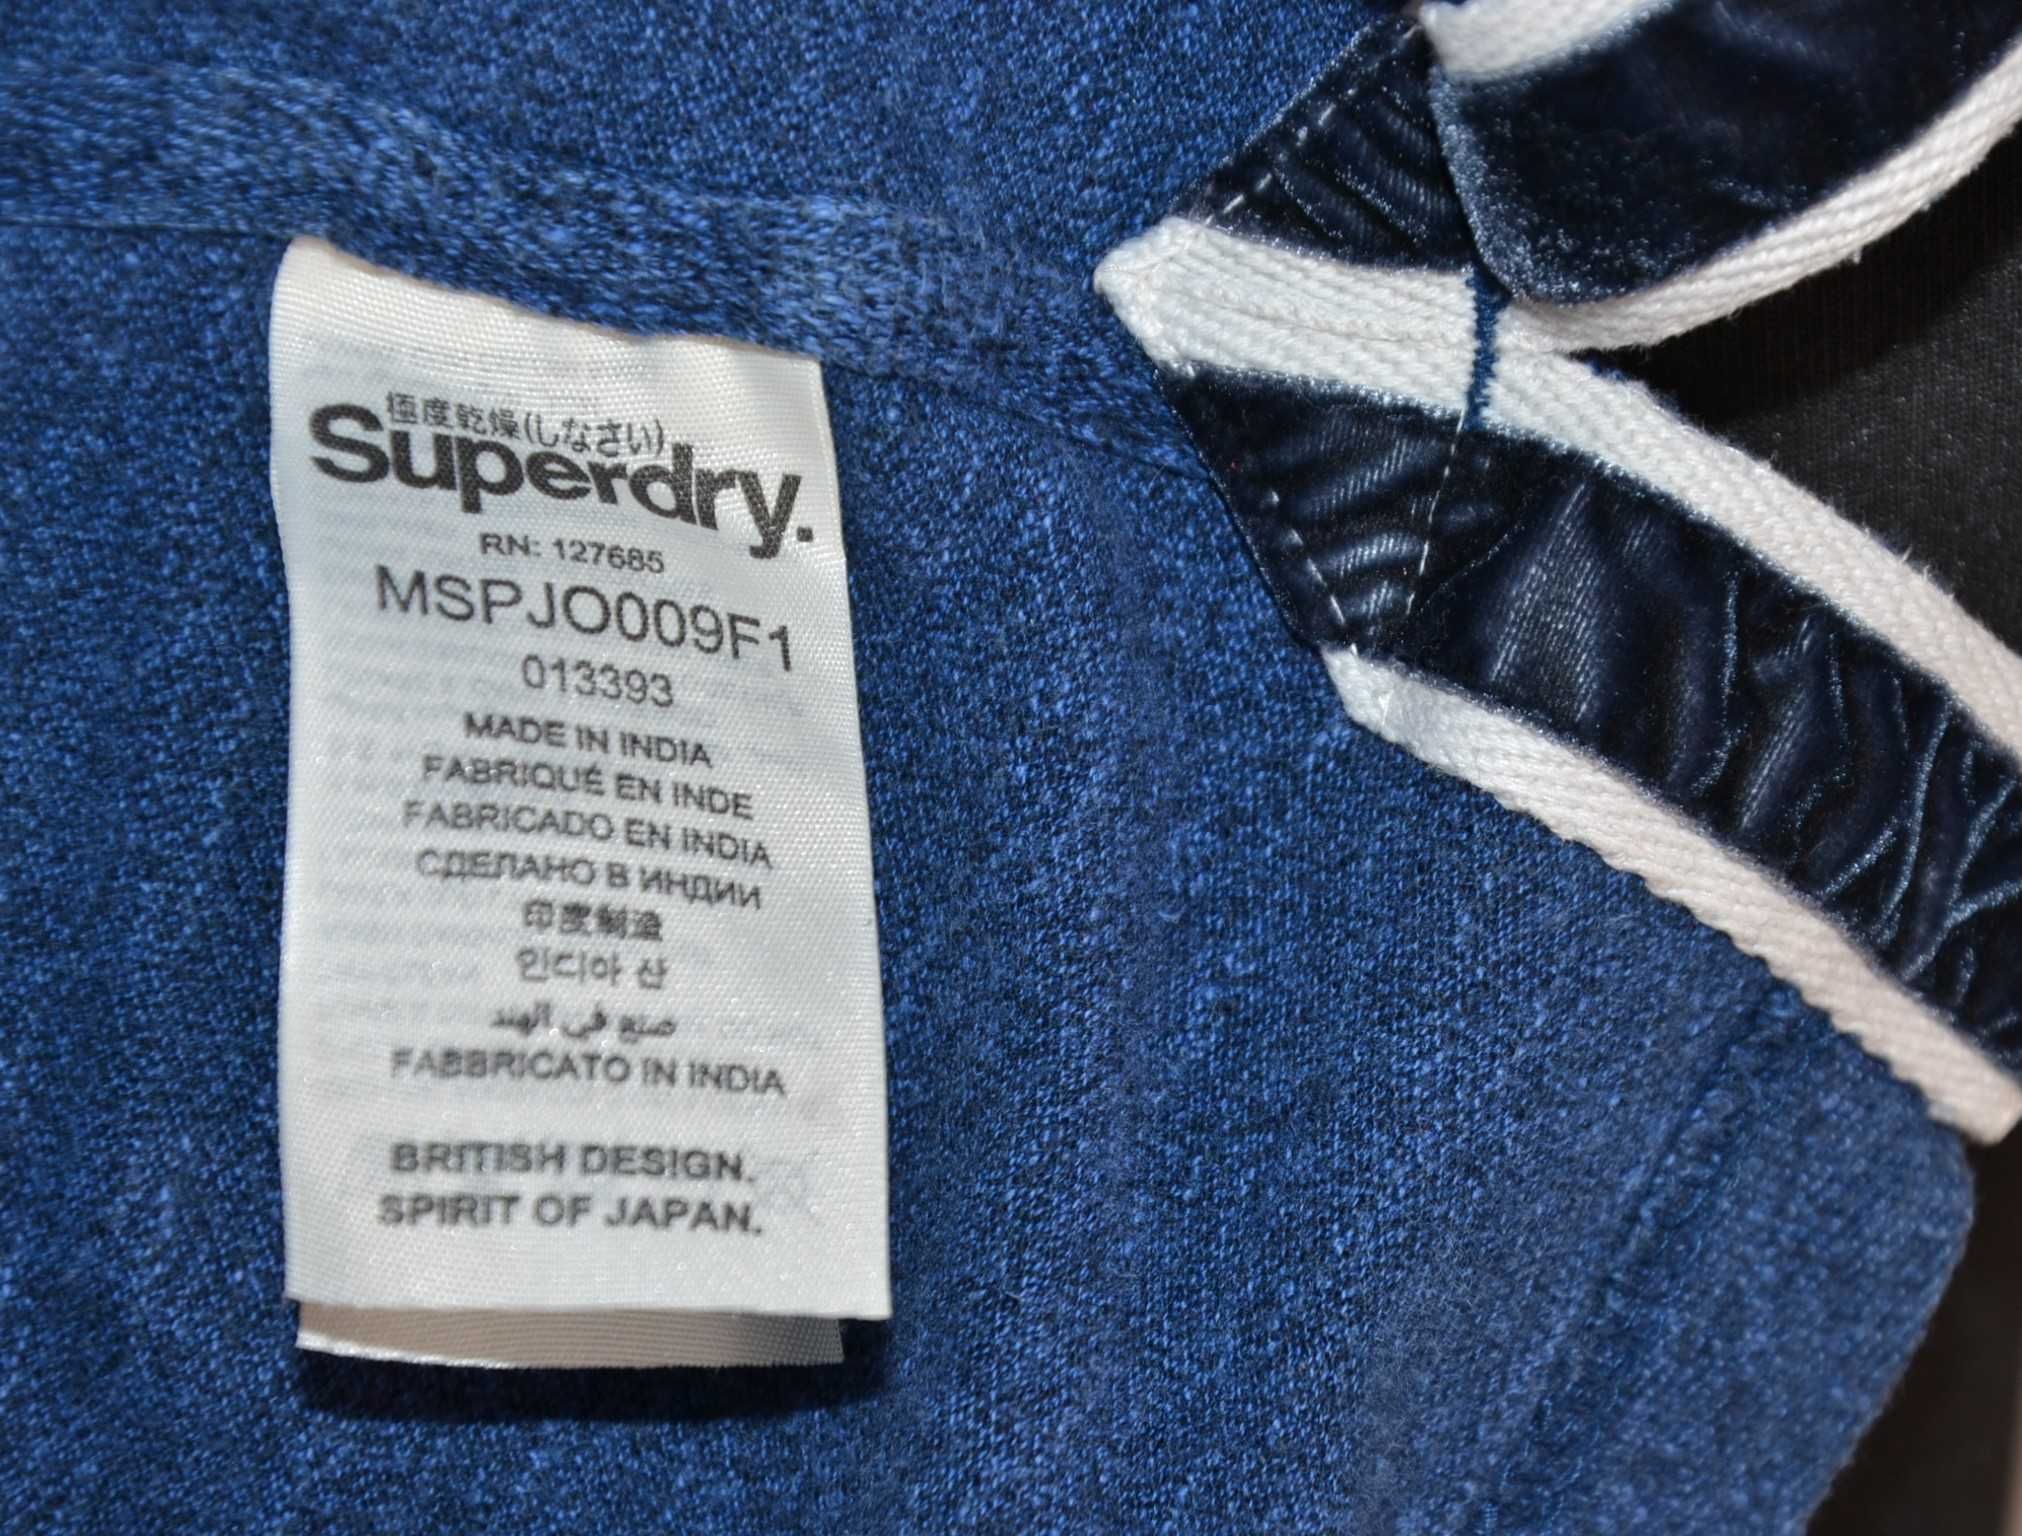 極度乾燥(しなさい)
Superdry.
RN: 127685
MSPJO009F1
013393
MADE IN INDIA
FABRIQUÉ EN INDE
FABRICADO EN INDIA
СДЕЛАНО В ИНДИИ
印度制造
인디아 산
صنع في الهند
FABBRICATO IN INDIA
BRITISH DESIGN.
SPIRIT OF JAPAN.